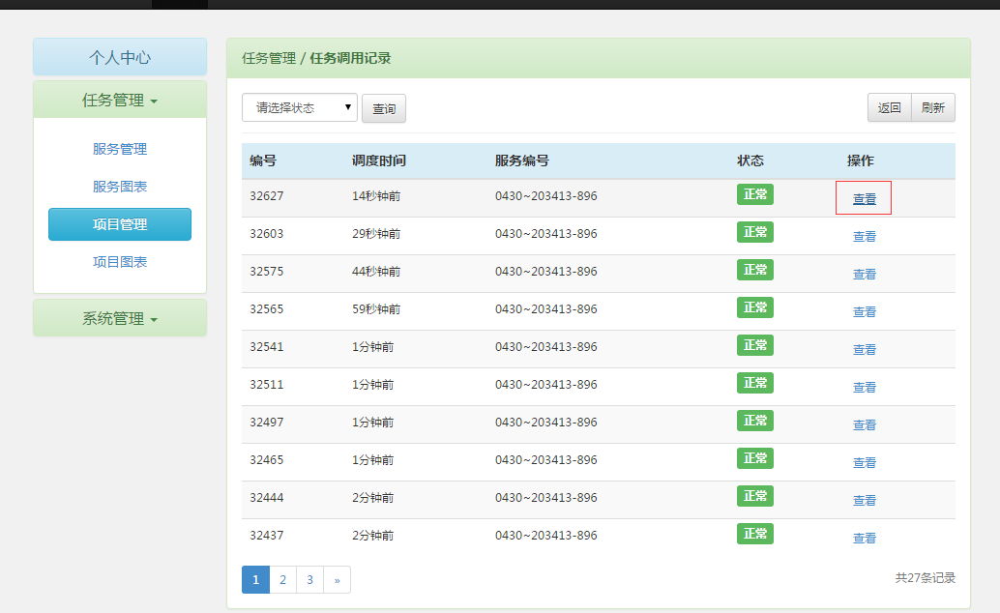 个人中心
任务管理
服务管理
服务图表
项目管理
项目图表
系统管理
任务管理 / 任务调用记录
请选择状态 查询 返回 刷新
编号 调度时间 服务编号 状态 操作
32627 14秒钟前 0430~203413-896 正常 查看
32603 29秒钟前 0430~203413-896 正常 查看
32575 44秒钟前 0430~203413-896 正常 查看
32565 59秒钟前 0430~203413-896 正常 查看
32541 1分钟前 0430~203413-896 正常 查看
32511 1分钟前 0430~203413-896 正常 查看
32497 1分钟前 0430~203413-896 正常 查看
32465 1分钟前 0430~203413-896 正常 查看
32444 2分钟前 0430~203413-896 正常 查看
32437 2分钟前 0430~203413-896 正常 查看
1 2 3 » 共27条记录